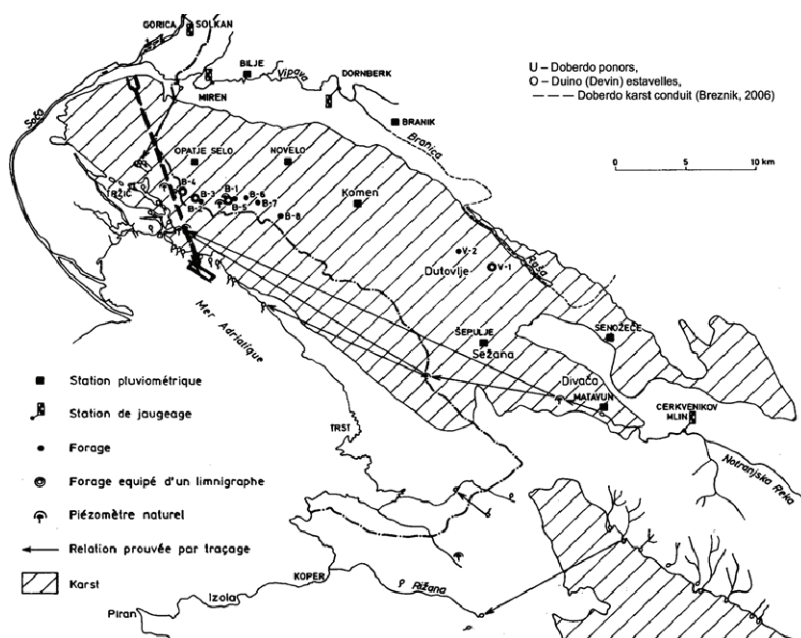 GORICA
SOLKAN
BILJE
Vipava
DORNBERK
MIREN
BRANIK
Branica
Soča
OPATJE SELO
NOVELO
Komen
TRŽIČ
B-4
B-3
B-2
B-1
B-5
B-6
B-7
B-8
V-2
V-1
Dutovlje
Raša
Mer Adriatique
ŠEPULJE
Sežana
SENOŽEČE
Divača
MATAVUN
CERKVENIKOV
MLIN
Notranjska Reka
TRST
KOPER
Izola
Piran
Rižana
U – Doberdo ponors,
O – Duino (Devin) estavelles,
Doberdo karst conduit (Breznik, 2006)
0 5 10 km
Station pluviométrique
Station de jaugeage
Forage
Forage equipé d'un limnigraphe
Piézomètre naturel
Relation prouvée par traçage
Karst